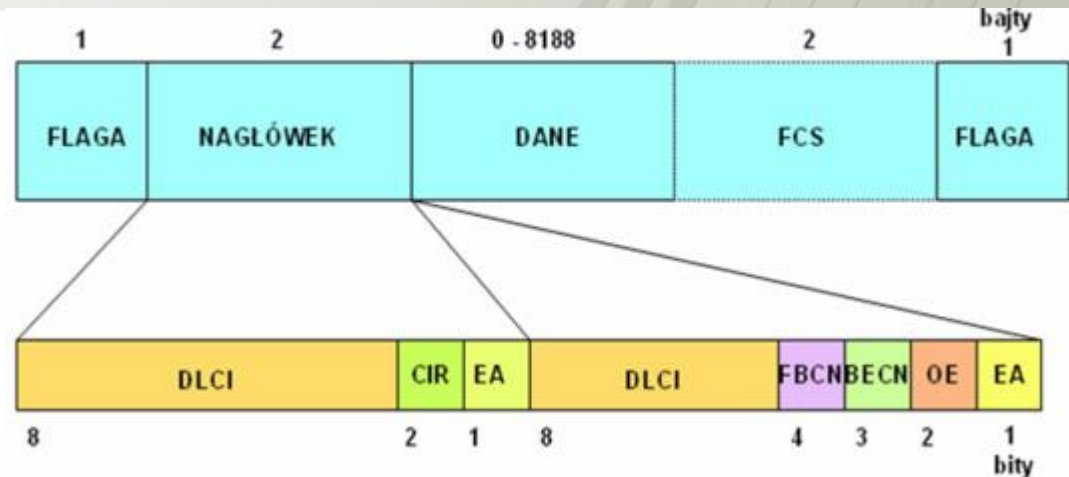 bajty
1 2 0 - 8188 2 1
FLAGA NAGŁÓWEK DANE FCS FLAGA
DLCI CIR EA DLCI FBCN BECN OE EA
8 2 1 8 4 3 2 1
bity